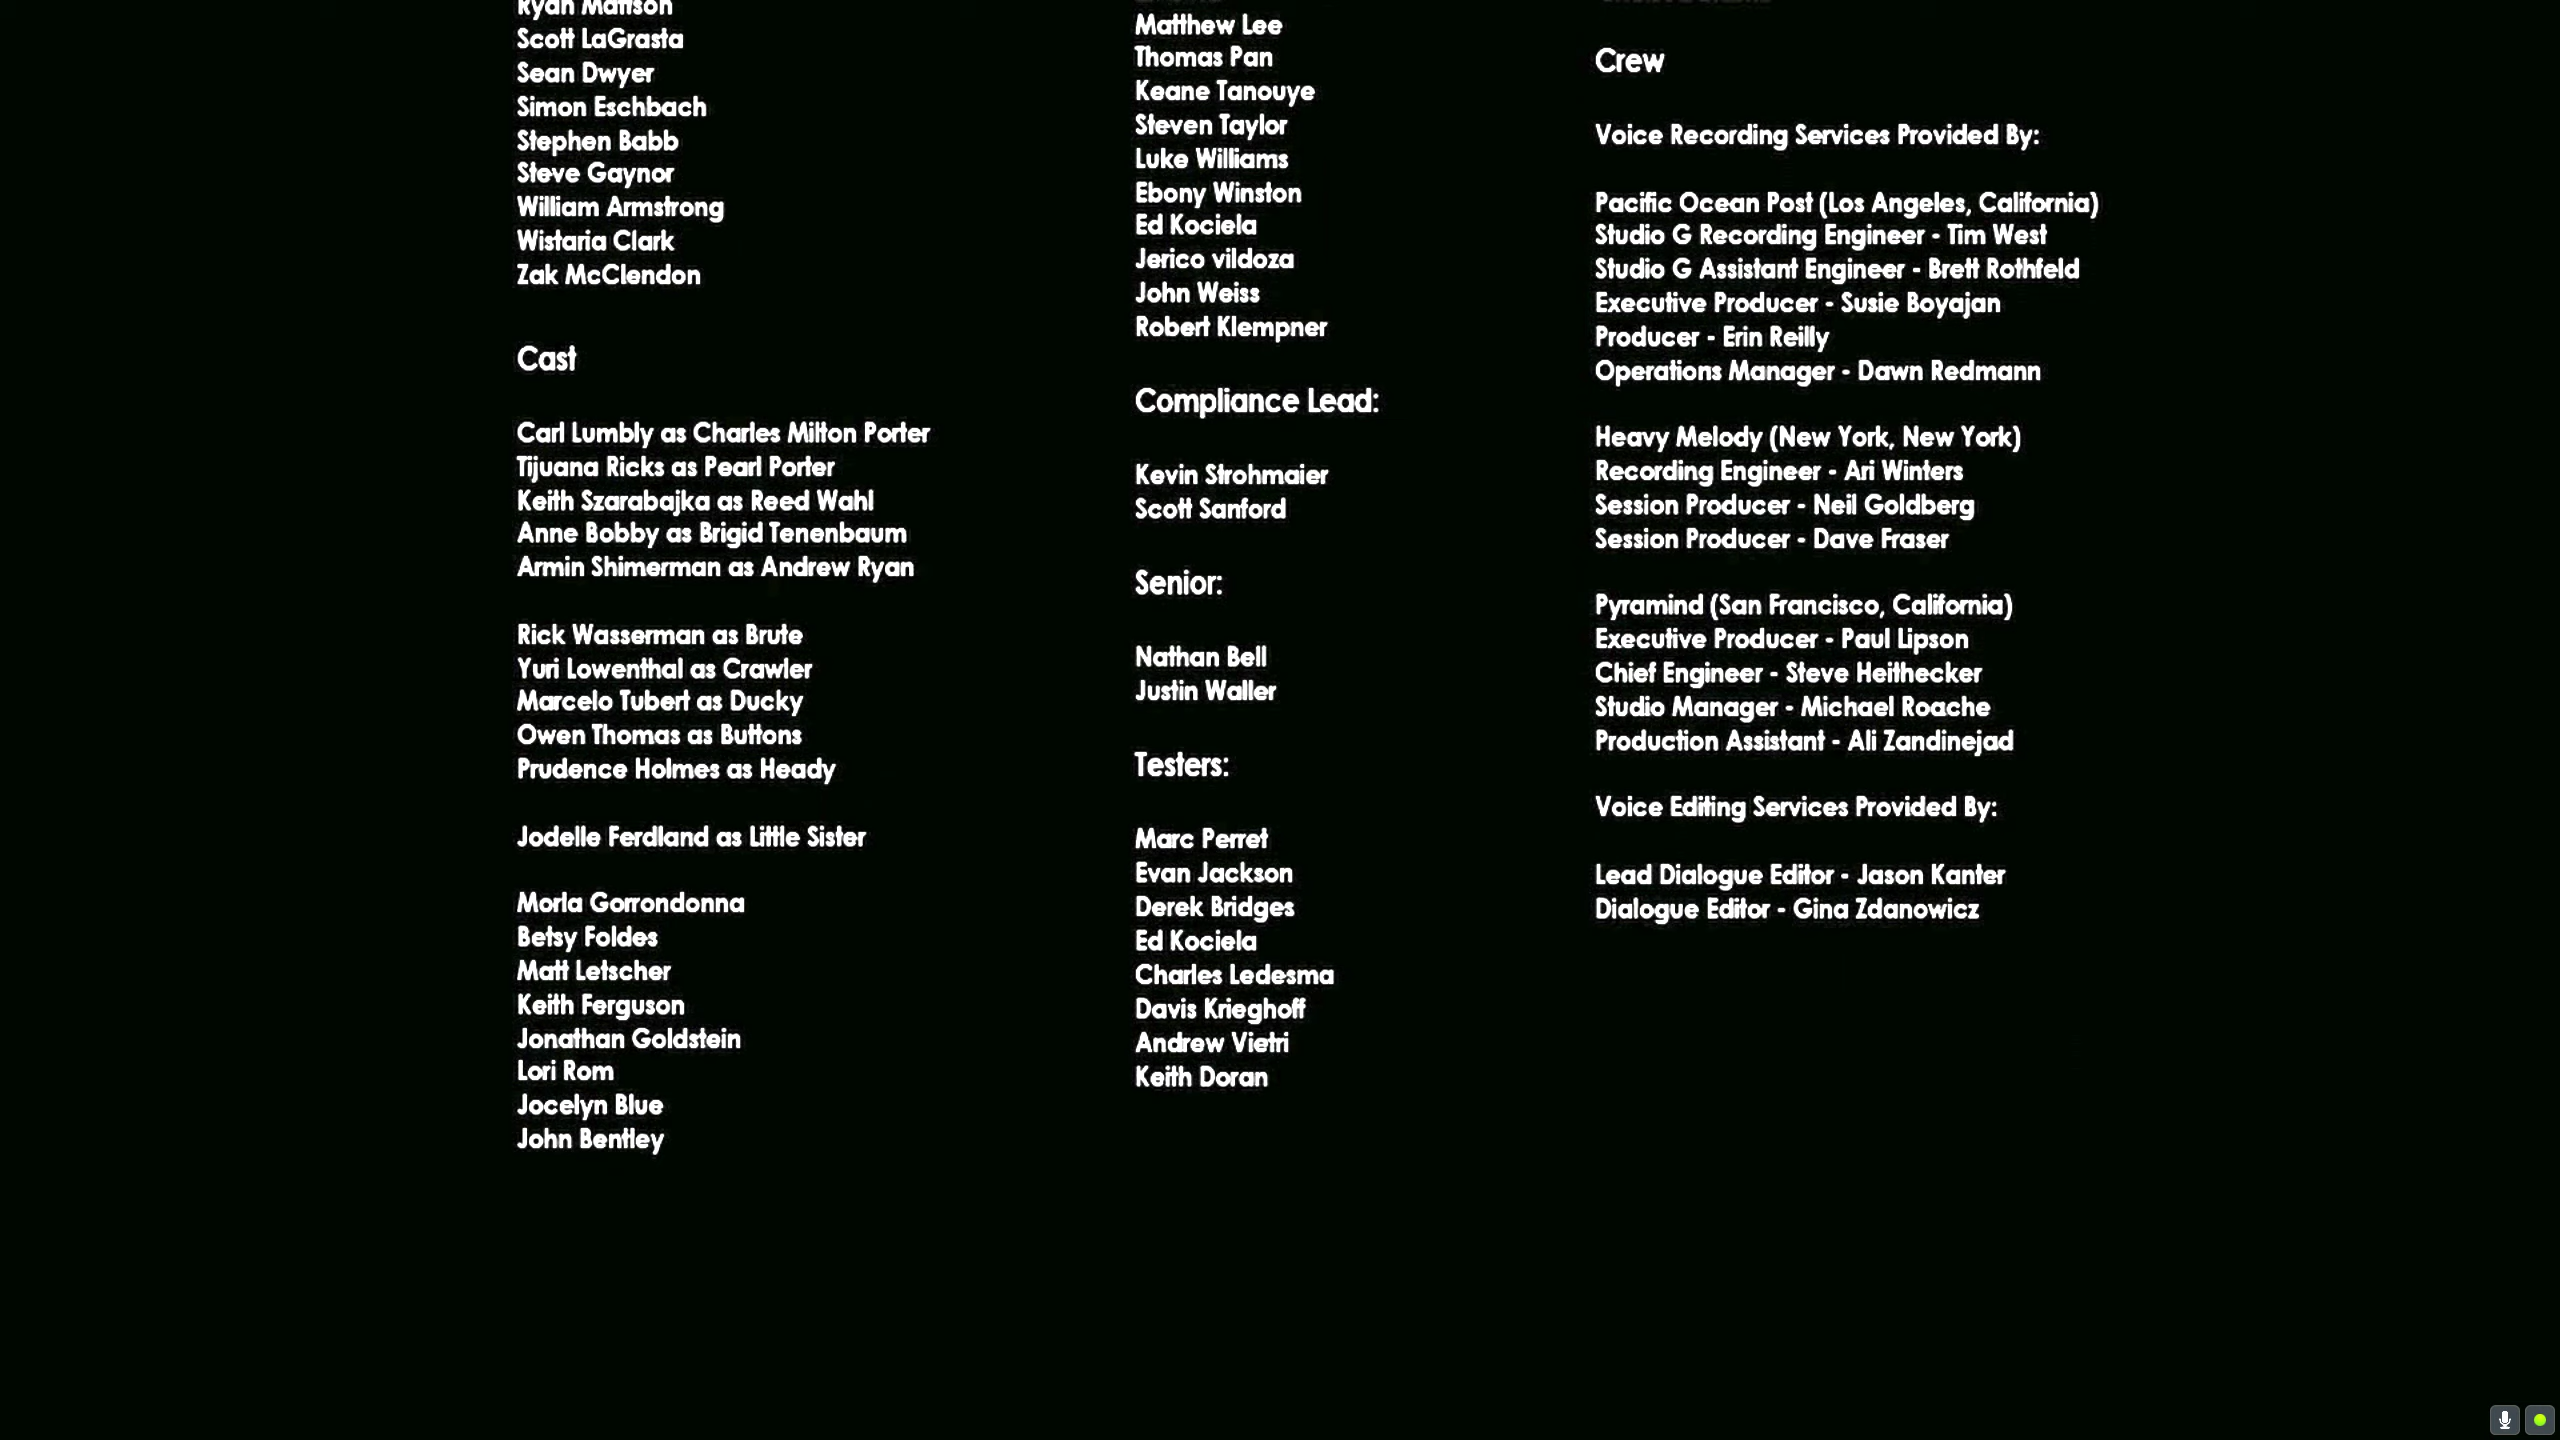 Ryan Mattson
Scott LaGrasta
Sean Dwyer
Simon Eschbach
Stephen Babb
Steve Gaynor
William Armstrong
Wistaria Clark
Zak McClendon
Cast
Carl Lumbly as Charles Milton Porter
Tijuana Ricks as Pearl Porter
Keith Szarabajka as Reed Wahl
Anne Bobby as Brigid Tenenbaum
Armin Shimerman as Andrew Ryan
Rick Wasserman as Brute
Yuri Lowenthal as Crawler
Marcelo Tubert as Ducky
Owen Thomas as Buttons
Prudence Holmes as Heady
Jodelle Ferdland as Little Sister
Morla Gorrondonna
Betsy Foldes
Matt Letscher
Keith Ferguson
Jonathan Goldstein
Lori Rom
Jocelyn Blue
John Bentley
Matthew Lee
Thomas Pan
Keane Tanouye
Steven Taylor
Luke Williams
Ebony Winston
Ed Kociela
Jerico vildoza
John Weiss
Robert Klempner
Compliance Lead:
Kevin Strohmaier
Scott Sanford
Senior:
Nathan Bell
Justin Waller
Testers:
Marc Perret
Evan Jackson
Derek Bridges
Ed Kociela
Charles Ledesma
Davis Krieghoff
Andrew Vietri
Keith Doran
Crew
Voice Recording Services Provided By:
Pacific Ocean Post (Los Angeles, California)
Studio G Recording Engineer - Tim West
Studio G Assistant Engineer - Brett Rothfeld
Executive Producer - Susie Boyajan
Producer - Erin Reilly
Operations Manager - Dawn Redmann
Heavy Melody (New York, New York)
Recording Engineer - Ari Winters
Session Producer - Neil Goldberg
Session Producer - Dave Fraser
Pyramind (San Francisco, California)
Executive Producer - Paul Lipson
Chief Engineer - Steve Heithecker
Studio Manager - Michael Roache
Production Assistant - Ali Zandinejad
Voice Editing Services Provided By:
Lead Dialogue Editor - Jason Kanter
Dialogue Editor - Gina Zdanowicz